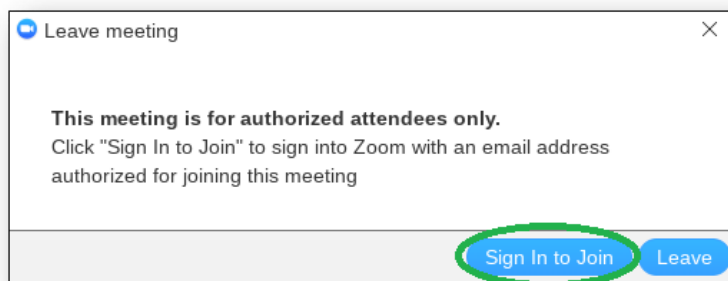 Leave meeting
This meeting is for authorized attendees only.
Click "Sign In to Join" to sign into Zoom with an email address
authorized for joining this meeting
Sign In to Join Leave